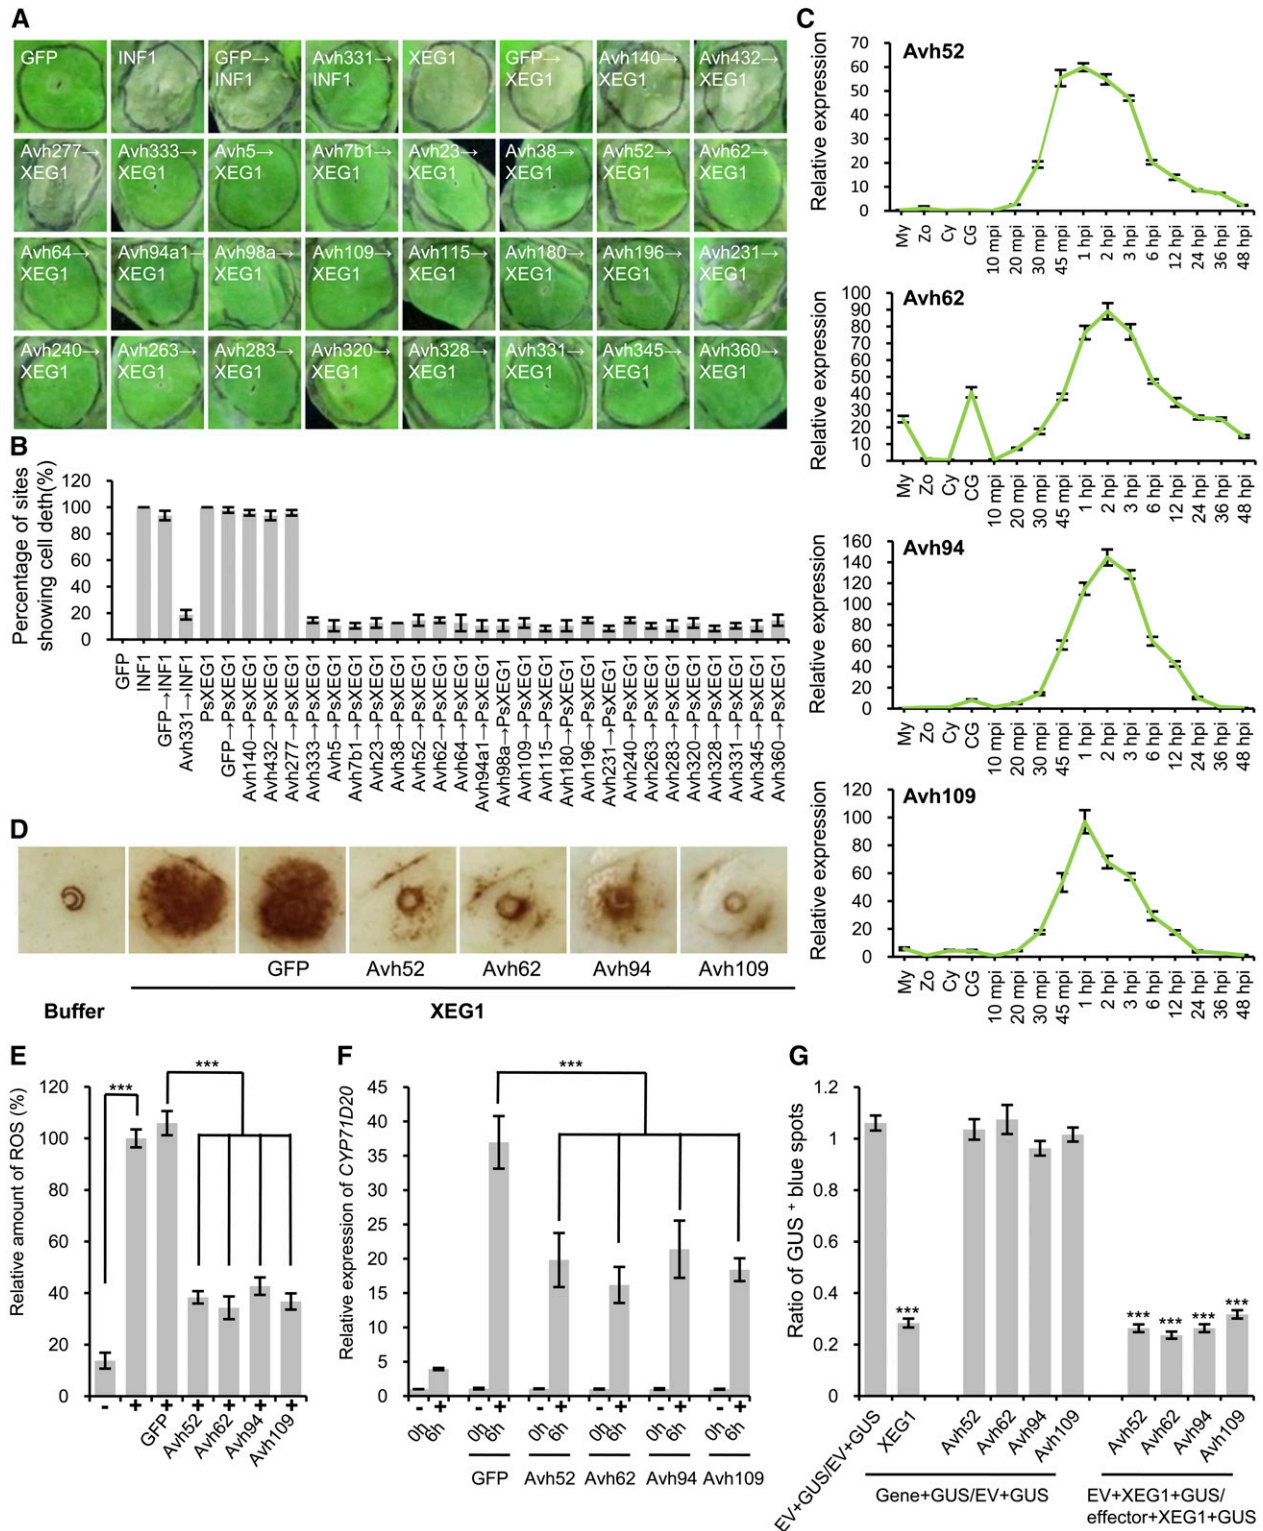 A
GFP INF1 GFP→ INF1 Avh331→ INF1 XEG1 GFP→ XEG1 Avh140→ XEG1 Avh432→ XEG1
Avh277→ XEG1 Avh333→ XEG1 Avh5→ XEG1 Avh7b1→ XEG1 Avh23→ XEG1 Avh38→ XEG1 Avh52→ XEG1 Avh62→ XEG1
Avh64→ XEG1 Avh94a1→ XEG1 Avh98a→ XEG1 Avh109→ XEG1 Avh115→ XEG1 Avh180→ XEG1 Avh196→ XEG1 Avh231→ XEG1
Avh240→ XEG1 Avh263→ XEG1 Avh283→ XEG1 Avh320→ XEG1 Avh328→ XEG1 Avh331→ XEG1 Avh345→ XEG1 Avh360→ XEG1
B
Percentage of sites
showing cell deth(%)
120
100
80
60
40
20
0
GFP
INF1
GFP→INF1
Avh331→INF1
PsXEG1
GFP→PsXEG1
Avh140→PsXEG1
Avh432→PsXEG1
Avh277→PsXEG1
Avh333→PsXEG1
Avh5→PsXEG1
Avh7b1→PsXEG1
Avh23→PsXEG1
Avh38→PsXEG1
Avh52→PsXEG1
Avh62→PsXEG1
Avh64→PsXEG1
Avh94a1→PsXEG1
Avh98a→PsXEG1
Avh109→PsXEG1
Avh115→PsXEG1
Avh180→PsXEG1
Avh196→PsXEG1
Avh231→PsXEG1
Avh240→PsXEG1
Avh263→PsXEG1
Avh283→PsXEG1
Avh320→PsXEG1
Avh328→PsXEG1
Avh331→PsXEG1
Avh345→PsXEG1
Avh360→PsXEG1
C
Avh52
Relative expression
70
60
50
40
30
20
10
0
My Zo Cy CG 10 mpi 20 mpi 30 mpi 45 mpi 1 hpi 2 hpi 3 hpi 6 hpi 12 hpi 24 hpi 36 hpi 48 hpi
Avh62
Relative expression
100
90
80
70
60
50
40
30
20
10
0
My Zo Cy CG 10 mpi 20 mpi 30 mpi 45 mpi 1 hpi 2 hpi 3 hpi 6 hpi 12 hpi 24 hpi 36 hpi 48 hpi
Avh94
Relative expression
160
140
120
100
80
60
40
20
0
My Zo Cy CG 10 mpi 20 mpi 30 mpi 45 mpi 1 hpi 2 hpi 3 hpi 6 hpi 12 hpi 24 hpi 36 hpi 48 hpi
Avh109
Relative expression
120
100
80
60
40
20
0
My Zo Cy CG 10 mpi 20 mpi 30 mpi 45 mpi 1 hpi 2 hpi 3 hpi 6 hpi 12 hpi 24 hpi 36 hpi 48 hpi
D
GFP Avh52 Avh62 Avh94 Avh109
Buffer XEG1
E
Relative amount of ROS (%)
120
100
80
60
40
20
0
*** ***
- + GFP Avh52 Avh62 Avh94 Avh109
F
Relative expression of CYP71D20
45
40
35
30
25
20
15
10
5
0
***
- + - + - + - + - + - +
0h 6h 0h 6h 0h 6h 0h 6h 0h 6h 0h 6h
GFP Avh52 Avh62 Avh94 Avh109
G
Ratio of GUS + blue spots
1.2
1
0.8
0.6
0.4
0.2
0
*** *** *** *** ***
EV+GUS/EV+GUS XEG1 Avh52 Avh62 Avh94 Avh109 Avh52 Avh62 Avh94 Avh109
Gene+GUS/EV+GUS
EV+XEG1+GUS/
effector+XEG1+GUS